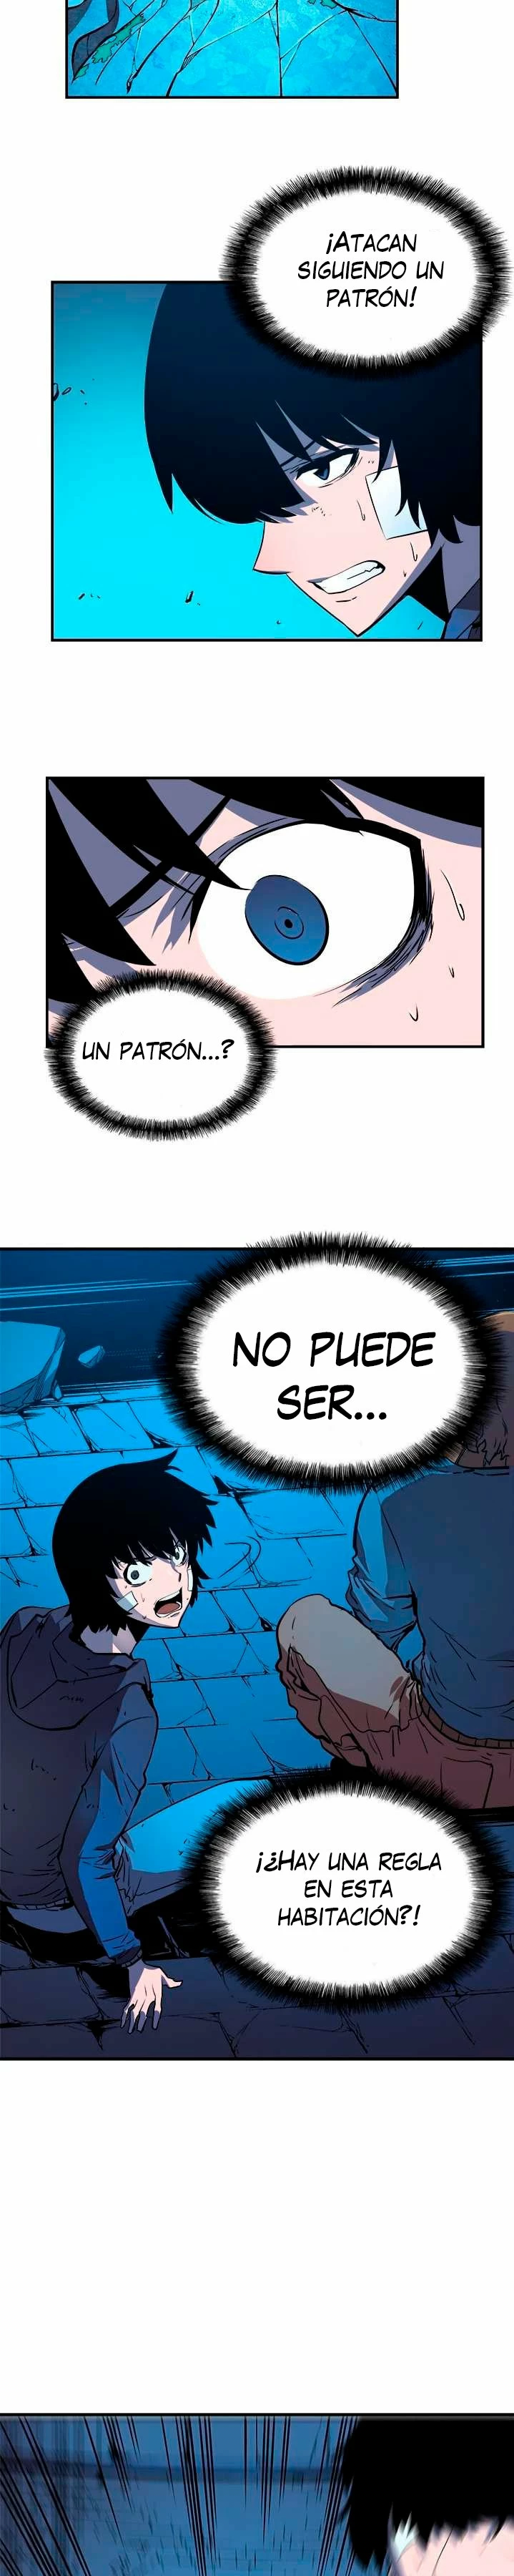 ¡ATACAN
SIGUIENDO UN
PATRÓN!
UN PATRÓN...?
NO PUEDE
SER...
¡¿HAY UNA REGLA
EN ESTA
HABITACIÓN?!